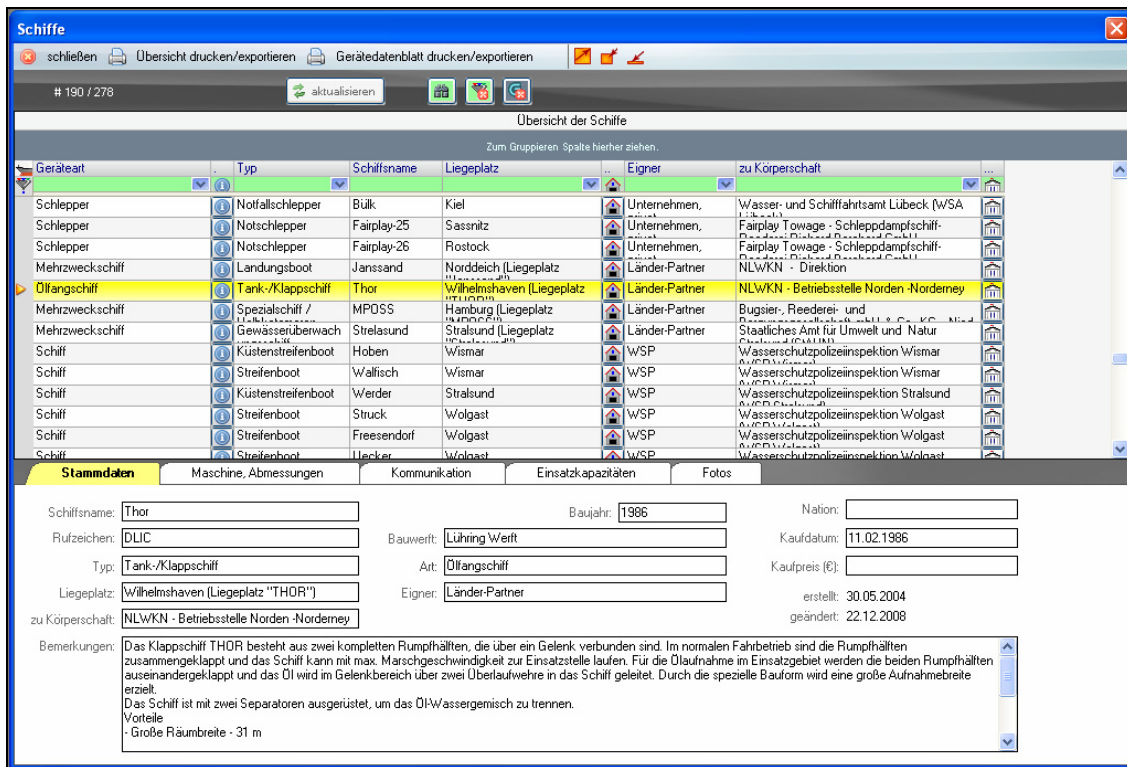 Schiffe
schließen Übersicht drucken/exportieren Gerätedatenblatt drucken/exportieren
# 190 / 278 aktualisieren
Übersicht der Schiffe
Zum Gruppieren Spalte hierher ziehen.
Geräteart . Typ Schiffsname Liegeplatz .. Eigner zu Körperschaft ...
Schlepper Notfallschlepper Bülk Kiel Unternehmen, Wasser- und Schifffahrtsamt Lübeck (WSA
Schlepper Notschlepper Fairplay-25 Sassnitz Unternehmen, Fairplay Towage - Schleppdampfschiff-
Schlepper Notschlepper Fairplay-26 Rostock Unternehmen, Fairplay Towage - Schleppdampfschiff-
Mehrzweckschiff Landungsboot Janssand Norddeich (Liegeplatz Länder-Partner NLWKN - Direktion
Ölfangschiff Tank-/Klappschiff Thor Wilhelmshaven (Liegeplatz Länder-Partner NLWKN - Betriebsstelle Norden -Norderney
Mehrzweckschiff Spezialschiff / MPOSS Hamburg (Liegeplatz Länder-Partner Bugsier-, Reederei- und
Mehrzweckschiff Gewässerüberwach Strelasund Stralsund (Liegeplatz Länder-Partner Staatliches Amt für Umwelt und Natur
Schiff Küstenstreifenboot Hoben Wismar WSP Wasserschutzpolizeiinspektion Wismar
Schiff Streifenboot Walfisch Wismar WSP Wasserschutzpolizeiinspektion Wismar
Schiff Küstenstreifenboot Werder Stralsund WSP Wasserschutzpolizeiinspektion Stralsund
Schiff Streifenboot Struck Wolgast WSP Wasserschutzpolizeiinspektion Wolgast
Schiff Streifenboot Freesendorf Wolgast WSP Wasserschutzpolizeiinspektion Wolgast
Schiff Streifenboot Uecker Wolgast WSP Wasserschutzpolizeiinspektion Wolgast
Stammdaten Maschine, Abmessungen Kommunikation Einsatzkapazitäten Fotos
Schiffsname: Thor Baujahr: 1986 Nation:
Rufzeichen: DLIC Bauwerft: Lühring Werft Kaufdatum: 11.02.1986
Typ: Tank-/Klappschiff Art: Ölfangschiff Kaufpreis (€):
Liegeplatz: Wilhelmshaven (Liegeplatz "THOR") Eigner: Länder-Partner erstellt: 30.05.2004
zu Körperschaft: NLWKN - Betriebsstelle Norden -Norderney geändert: 22.12.2008
Bemerkungen: Das Klappschiff THOR besteht aus zwei kompletten Rumpfhälften, die über ein Gelenk verbunden sind. Im normalen Fahrbetrieb sind die Rumpfhälften
zusammengeklappt und das Schiff kann mit max. Marschgeschwindigkeit zur Einsatzstelle laufen. Für die Ölaufnahme im Einsatzgebiet werden die beiden Rumpfhälften
auseinandergeklappt und das Öl wird im Gelenkbereich über zwei Überlaufwehre in das Schiff geleitet. Durch die spezielle Bauform wird eine große Aufnahmebreite
erzielt.
Das Schiff ist mit zwei Separatoren ausgerüstet, um das Öl-Wassergemisch zu trennen.
Vorteile
- Große Räumbreite - 31 m